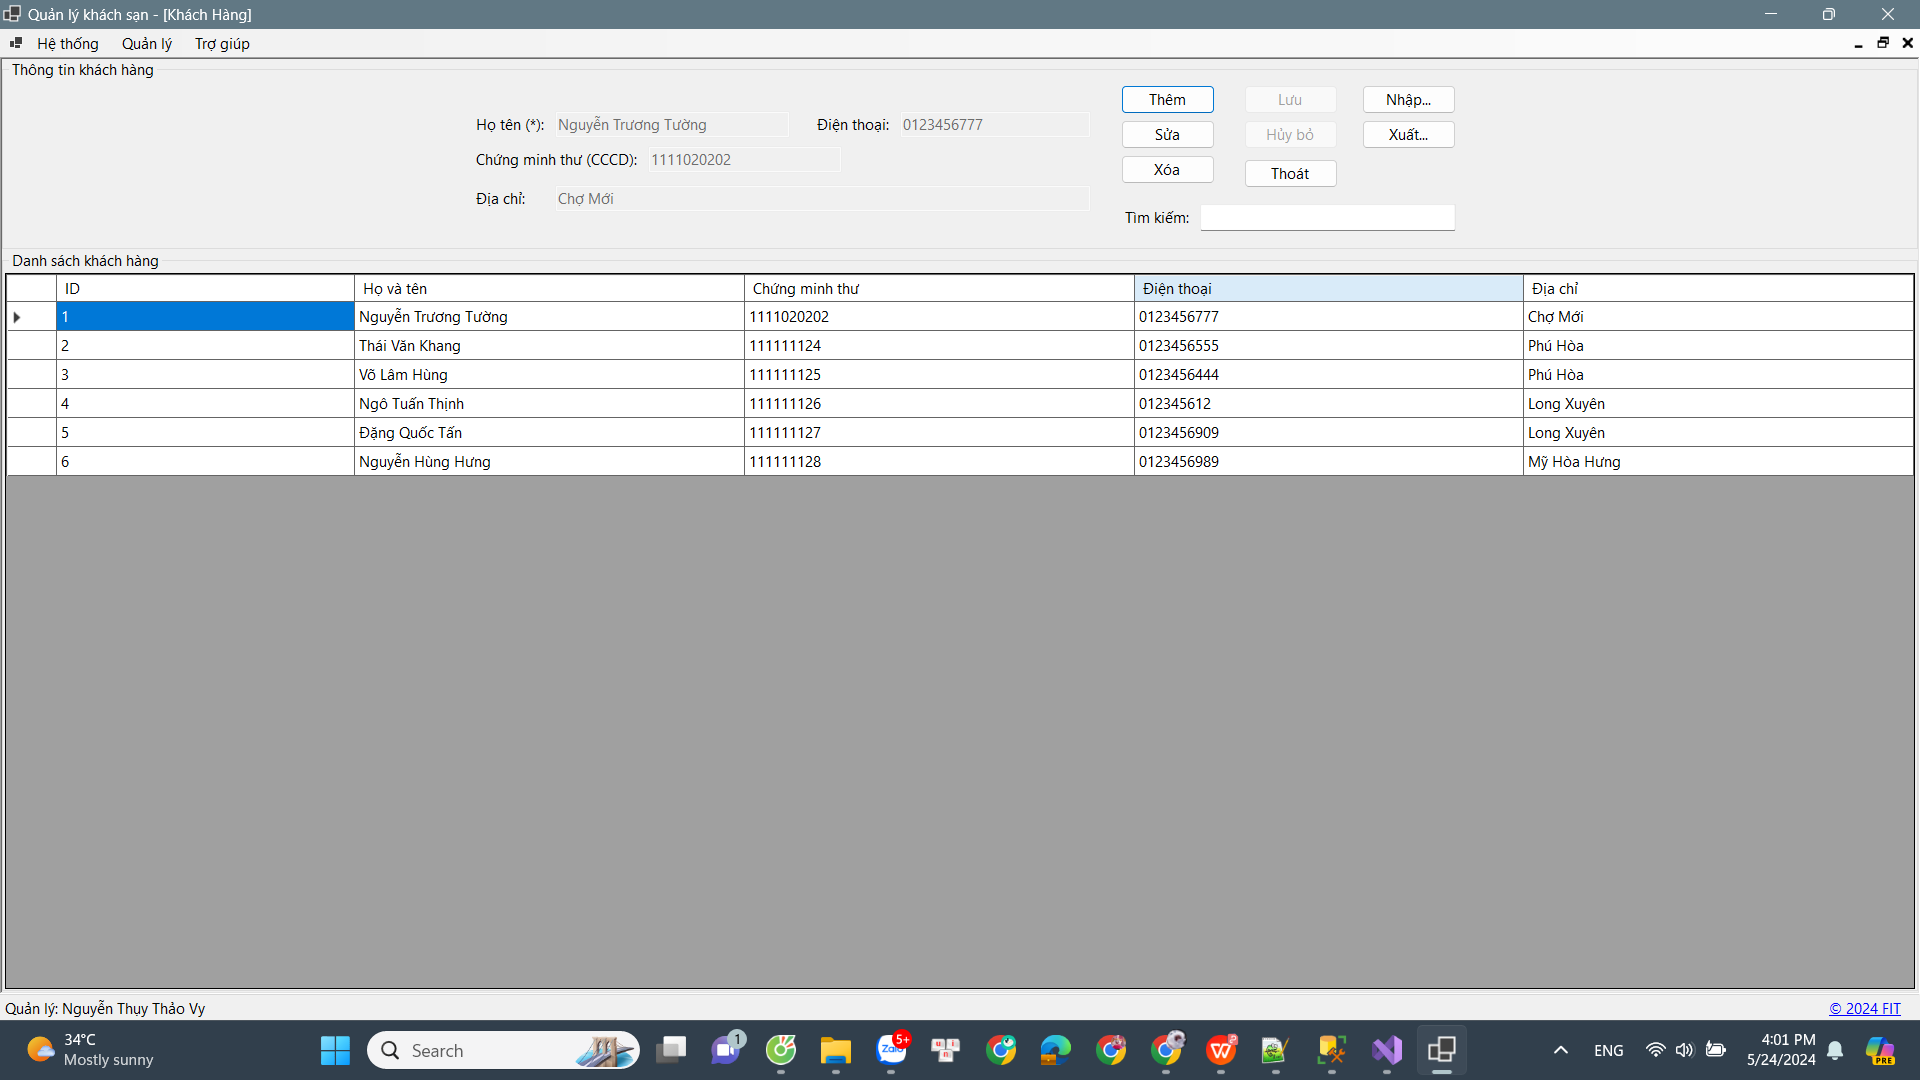 Quản lý khách sạn - [Khách Hàng]
Hệ thống Quản lý Trợ giúp
Thông tin khách hàng
Họ tên (*): Nguyễn Trương Tường Điện thoại: 0123456777
Chứng minh thư (CCCD): 1111020202
Địa chỉ: Chợ Mới
Thêm Lưu Nhập...
Sửa Hủy bỏ Xuất...
Xóa Thoát
Tìm kiếm:
Danh sách khách hàng
ID Họ và tên Chứng minh thư Điện thoại Địa chỉ
1 Nguyễn Trương Tường 1111020202 0123456777 Chợ Mới
2 Thái Văn Khang 111111124 0123456555 Phú Hòa
3 Võ Lâm Hùng 111111125 0123456444 Phú Hòa
4 Ngô Tuấn Thịnh 111111126 012345612 Long Xuyên
5 Đặng Quốc Tấn 111111127 0123456909 Long Xuyên
6 Nguyễn Hùng Hưng 111111128 0123456989 Mỹ Hòa Hưng
Quản lý: Nguyễn Thụy Thảo Vy © 2024 FIT
34°C
Mostly sunny
Search
1
5+
Zalo
ENG
4:01 PM
5/24/2024
PRE